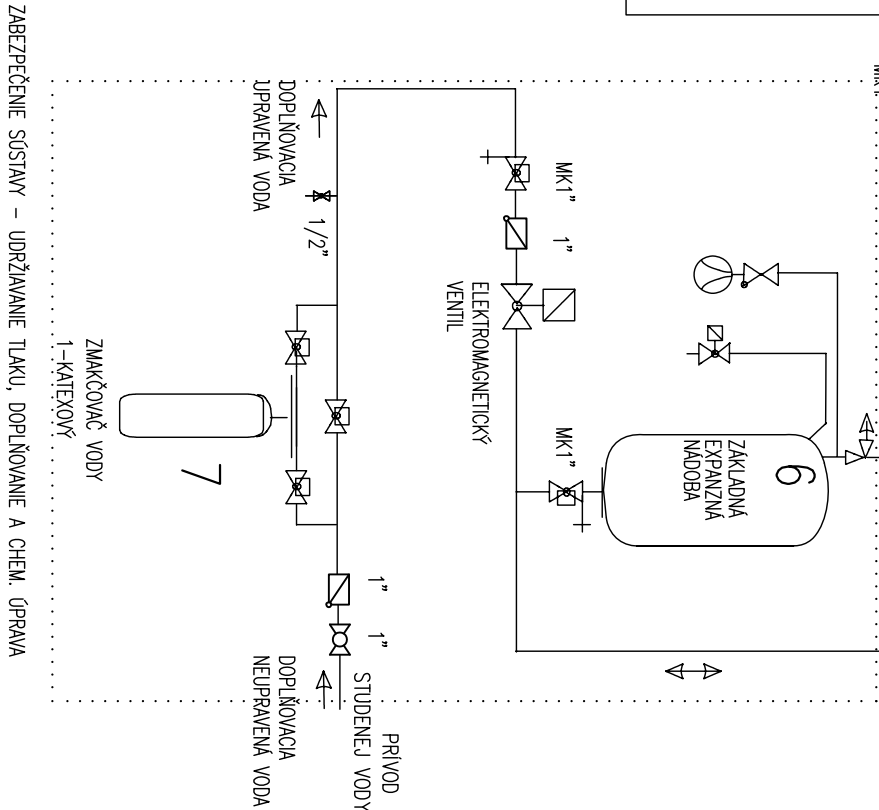 6
ZÁKLADNÁ
EXPANZNÁ
NÁDOBA
MK1"
1"
MK1"
ELEKTROMAGNETICKÝ
VENTIL
PRÍVOD
STUDENEJ VODY
1"
1"
1/2"
DOPLŇOVACIA
UPRAVENÁ VODA
DOPLŇOVACIA
NEUPRAVENÁ VODA
7
ZMAKČOVAČ VODY
1-KATEXOVÝ
ZABEZPEČENIE SÚSTAVY - UDRŽIAVANIE TLAKU, DOPLŇOVANIE A CHEM. ÚPRAVA